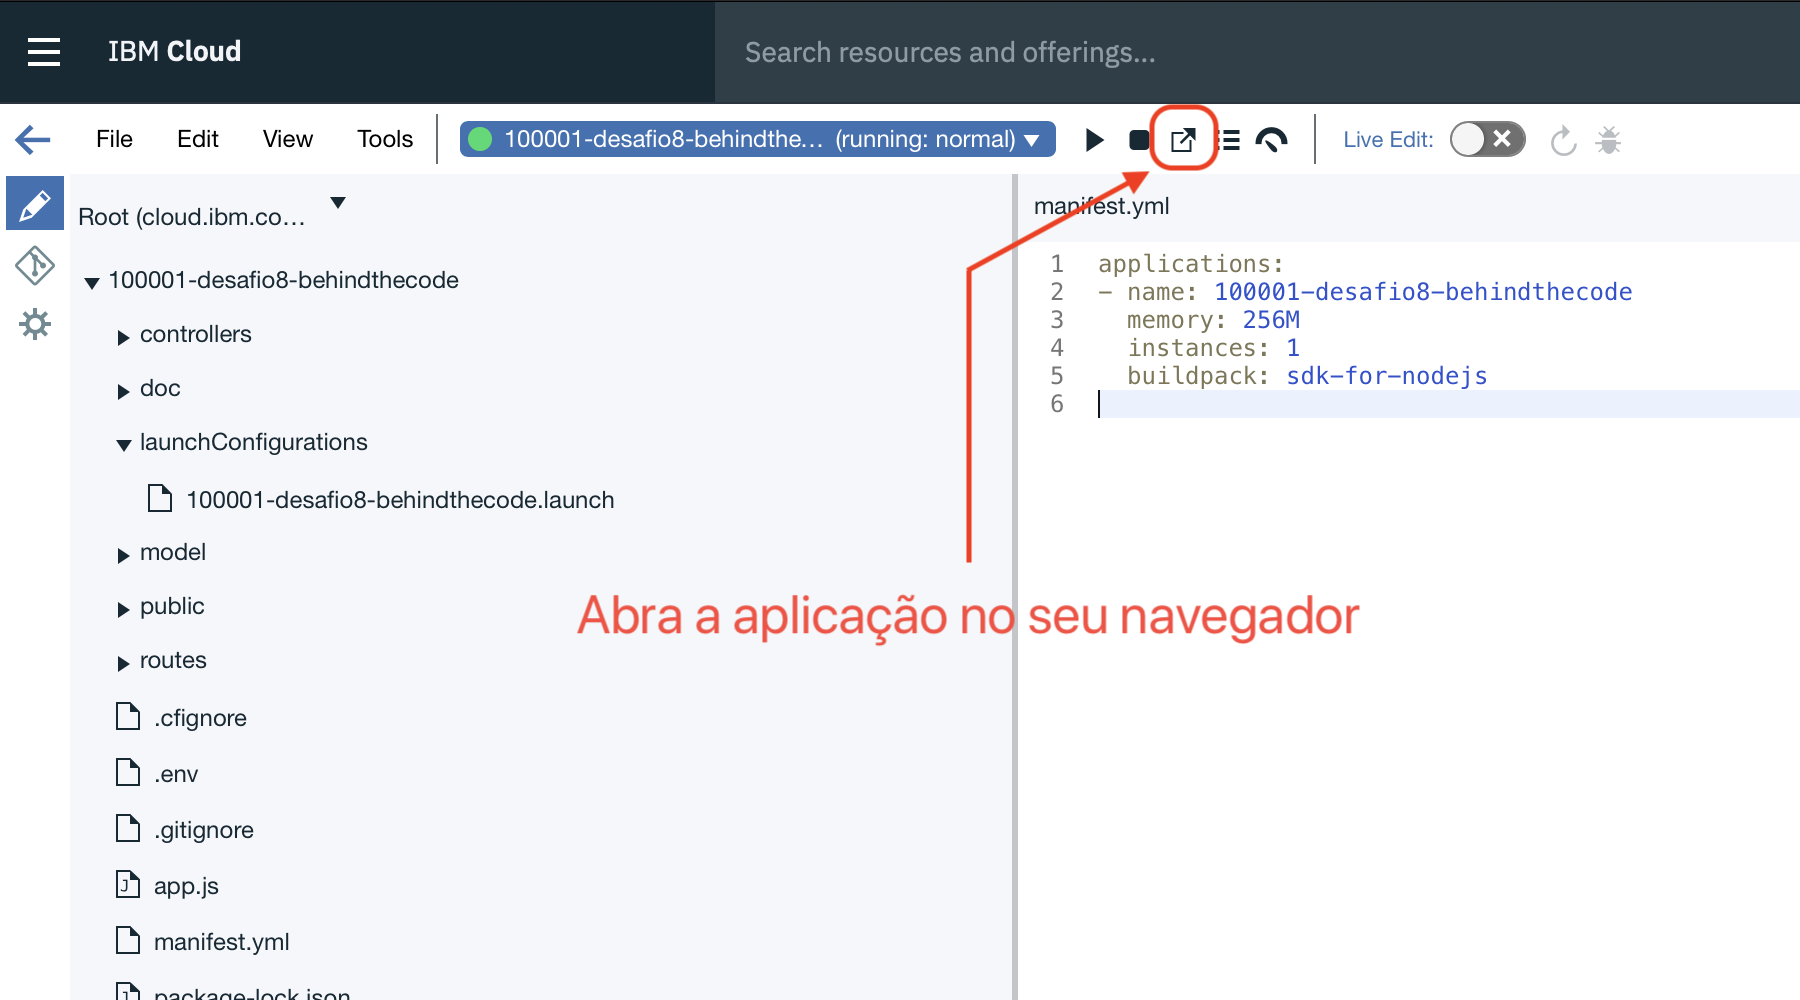 IBM Cloud
Search resources and offerings...
File Edit View Tools
100001-desafio8-behindthe... (running: normal)
Live Edit:
Root (cloud.ibm.co...
100001-desafio8-behindthecode
controllers
doc
launchConfigurations
100001-desafio8-behindthecode.launch
model
public
routes
.cfignore
.env
.gitignore
app.js
manifest.yml
package-lock.json
manifest.yml
1 applications:
2 - name: 100001-desafio8-behindthecode
3 memory: 256M
4 instances: 1
5 buildpack: sdk-for-nodejs
6
Abra a aplicação no seu navegador